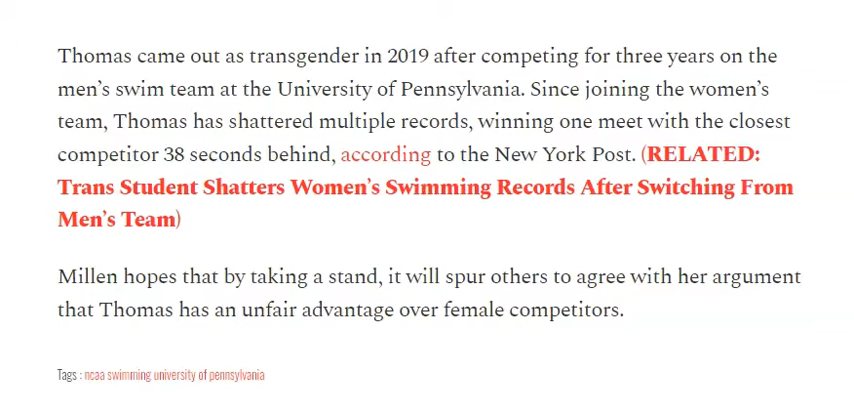 Thomas came out as transgender in 2019 after competing for three years on the
men’s swim team at the University of Pennsylvania. Since joining the women’s
team, Thomas has shattered multiple records, winning one meet with the closest
competitor 38 seconds behind, according to the New York Post. (RELATED:
Trans Student Shatters Women’s Swimming Records After Switching From
Men’s Team)
Millen hopes that by taking a stand, it will spur others to agree with her argument
that Thomas has an unfair advantage over female competitors.
Tags : ncaa swimming university of pennsylvania